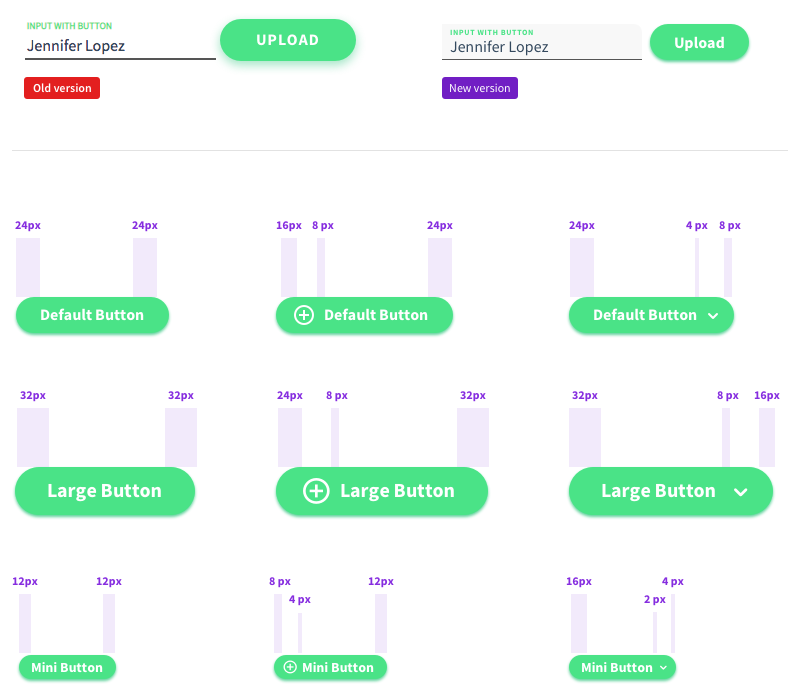 INPUT WITH BUTTON
Jennifer Lopez
UPLOAD
Old version
INPUT WITH BUTTON
Jennifer Lopez
Upload
New version
24px 24px
Default Button
16px 8 px 24px
Default Button
24px 4 px 8 px
Default Button
32px 32px
Large Button
24px 8 px 32px
Large Button
32px 8 px 16px
Large Button
12px 12px
Mini Button
8 px 12px
4 px
Mini Button
16px 4 px
2 px
Mini Button